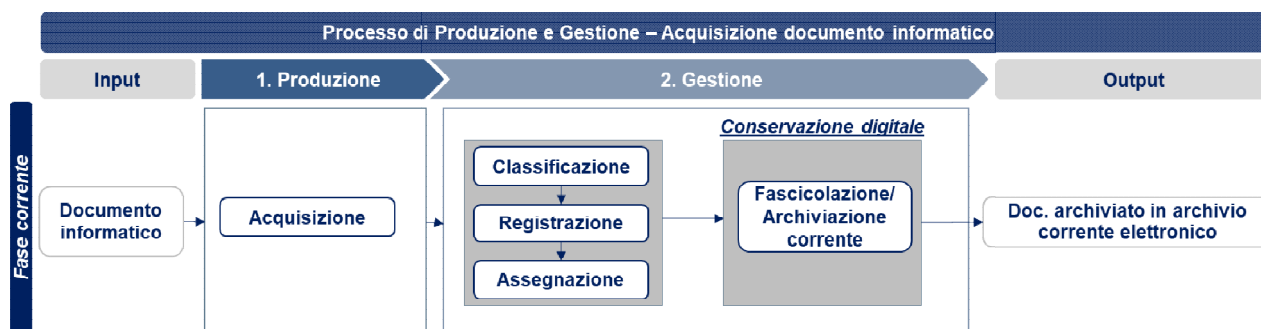 Processo di Produzione e Gestione – Acquisizione documento informatico
Input
1. Produzione
2. Gestione
Output
Fase corrente
Documento
informatico
Acquisizione
Classificazione
Registrazione
Assegnazione
Conservazione digitale
Fascicolazione/
Archiviazione
corrente
Doc. archiviato in archivio
corrente elettronico